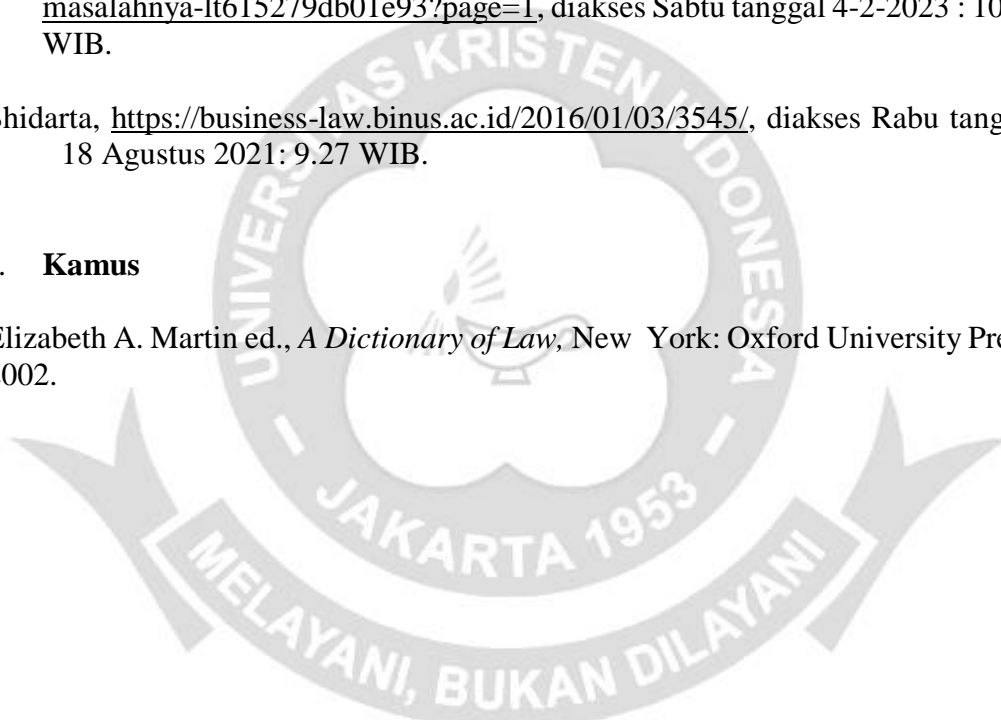 masalahnya-lt615279db01e93?page=1, diakses Sabtu tanggal 4-2-2023 : 10
WIB.
hidarta, https://business-law.binus.ac.id/2016/01/03/3545/, diakses Rabu tang
18 Agustus 2021: 9.27 WIB.
. Kamus
Elizabeth A. Martin ed., A Dictionary of Law, New York: Oxford University Pre
002.
UNIVERSITAS KRISTEN INDONESIA
- JAKARTA 1953 -
MELAYANI, BUKAN DILAYANI